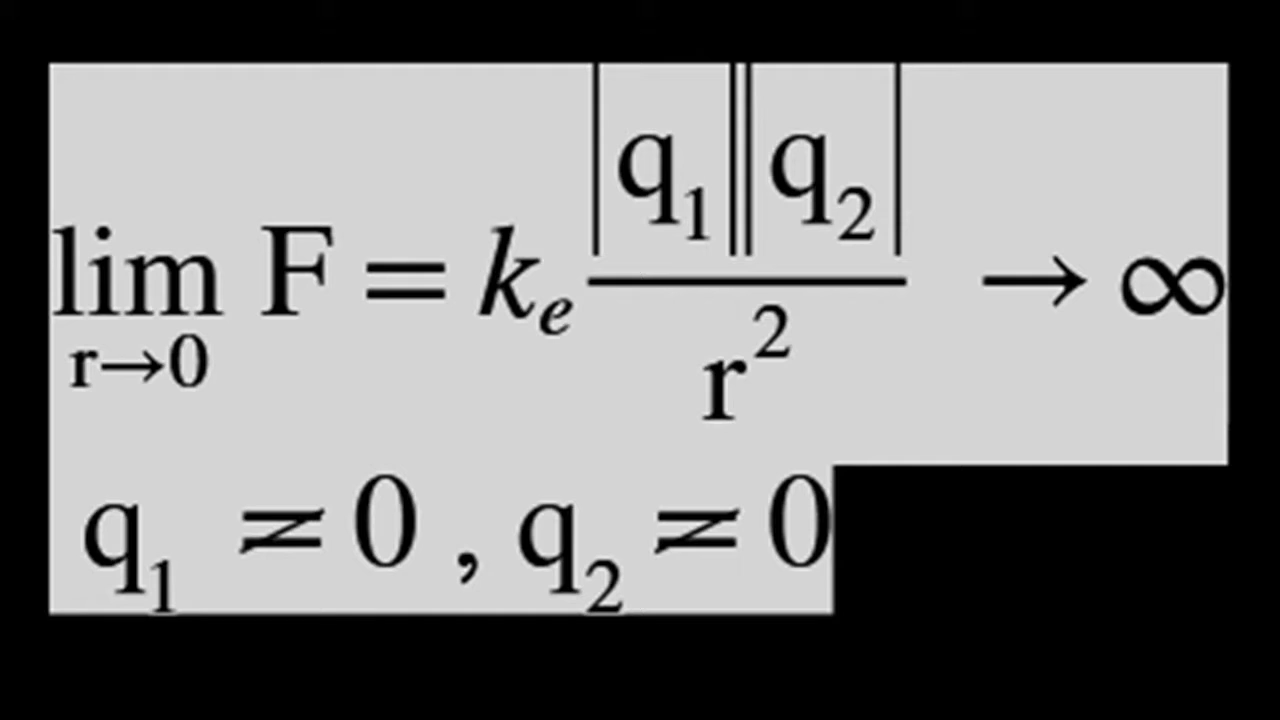 lim r→0 F = kₑ |q₁||q₂| / r² → ∞
q₁ ≠ 0 , q₂ ≠ 0